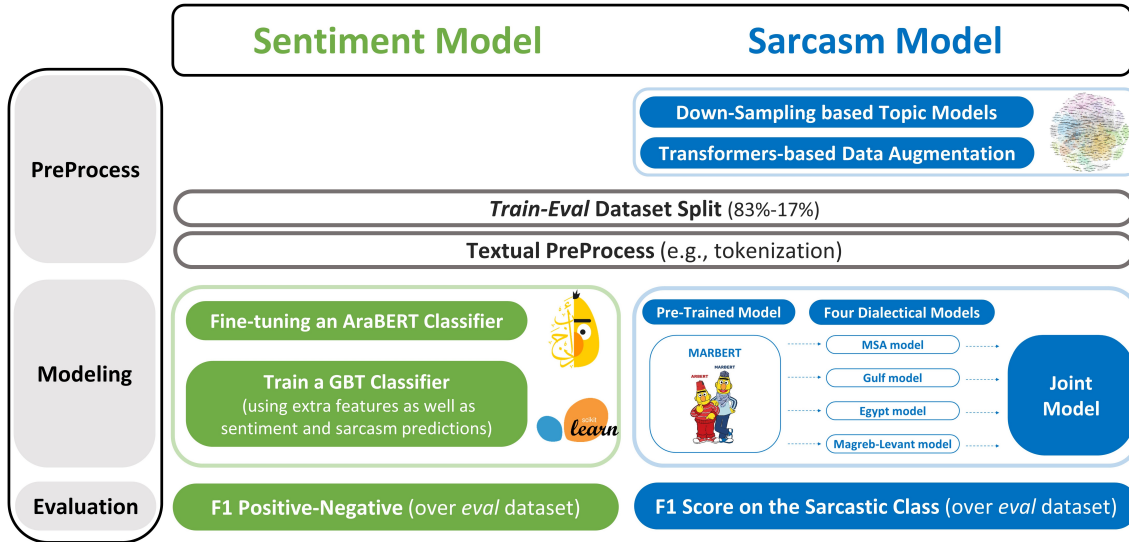 Sentiment Model
Sarcasm Model
PreProcess
Down-Sampling based Topic Models
Transformers-based Data Augmentation
Train-Eval Dataset Split (83%-17%)
Textual PreProcess (e.g., tokenization)
Modeling
Fine-tuning an AraBERT Classifier
Train a GBT Classifier
(using extra features as well as
sentiment and sarcasm predictions)
scikit
learn
Pre-Trained Model
MARBERT
ARBERT
MARBERT
Four Dialectical Models
MSA model
Gulf model
Egypt model
Magreb-Levant model
Joint
Model
Evaluation
F1 Positive-Negative (over eval dataset)
F1 Score on the Sarcastic Class (over eval dataset)